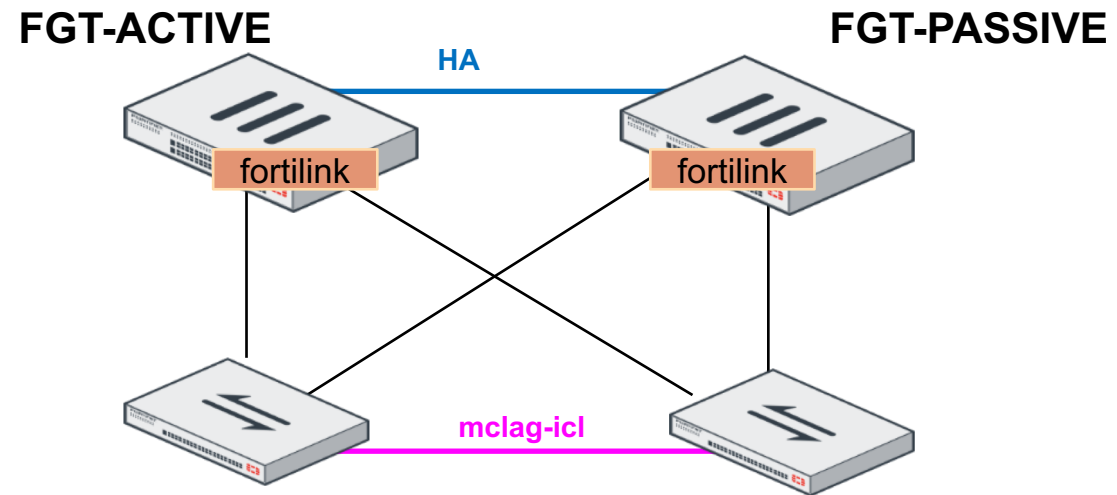 FGT-ACTIVE
FGT-PASSIVE
HA
fortilink
fortilink
mclag-icl